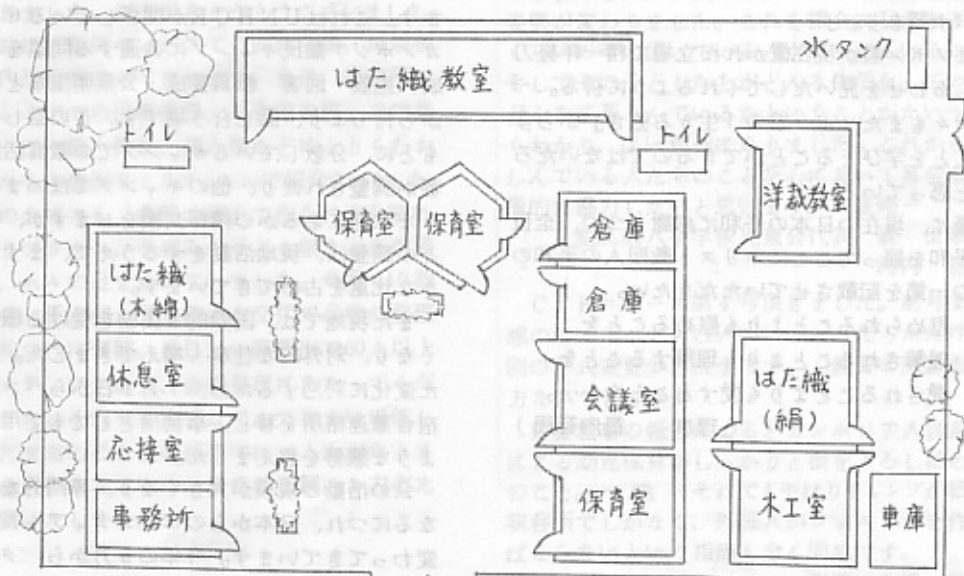 水タンク
はた織教室
トイレ
トイレ
洋裁教室
保育室
保育室
倉庫
はた織
(木綿)
倉庫
休息室
会議室
はた織
(絹)
応接室
事務所
保育室
木工室
車庫